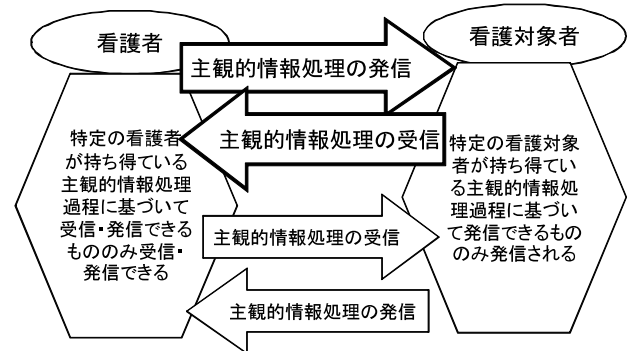 看護者
看護対象者
主観的情報処理の発信
主観的情報処理の受信
特定の看護者
が持ち得ている
主観的情報処理
過程に基づいて
受信・発信できる
もののみ受信・
発信できる
特定の看護対象
者が持ち得てい
る主観的情報処
理過程に基づい
て発信できるもの
のみ発信される
主観的情報処理の受信
主観的情報処理の発信